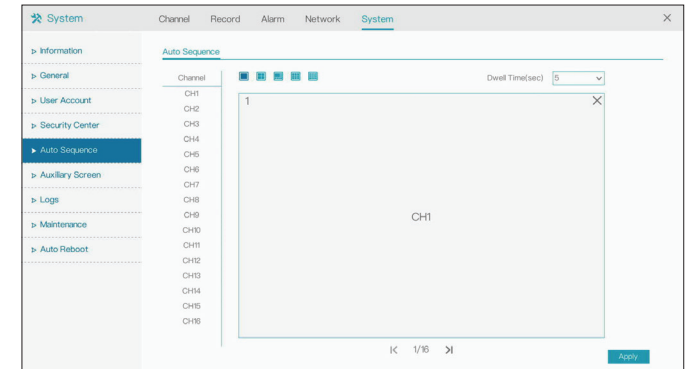 System
Channel Record Alarm Network System
Information
General
User Account
Security Center
Auto Sequence
Auxiliary Screen
Logs
Maintenance
Auto Reboot
Auto Sequence
Channel
CH1
CH2
CH3
CH4
CH5
CH6
CH7
CH8
CH9
CH10
CH11
CH12
CH13
CH14
CH15
CH16
Dwell Time(sec) 5
1
CH1
1/16
Apply